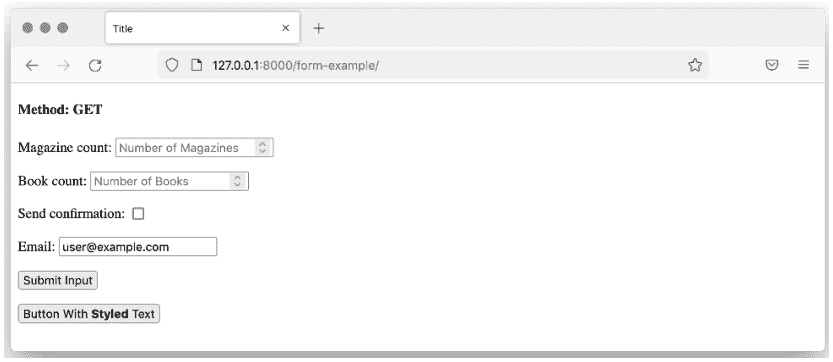 Title
127.0.0.1:8000/form-example/
Method: GET
Magazine count: Number of Magazines
Book count: Number of Books
Send confirmation:
Email: user@example.com
Submit Input
Button With Styled Text